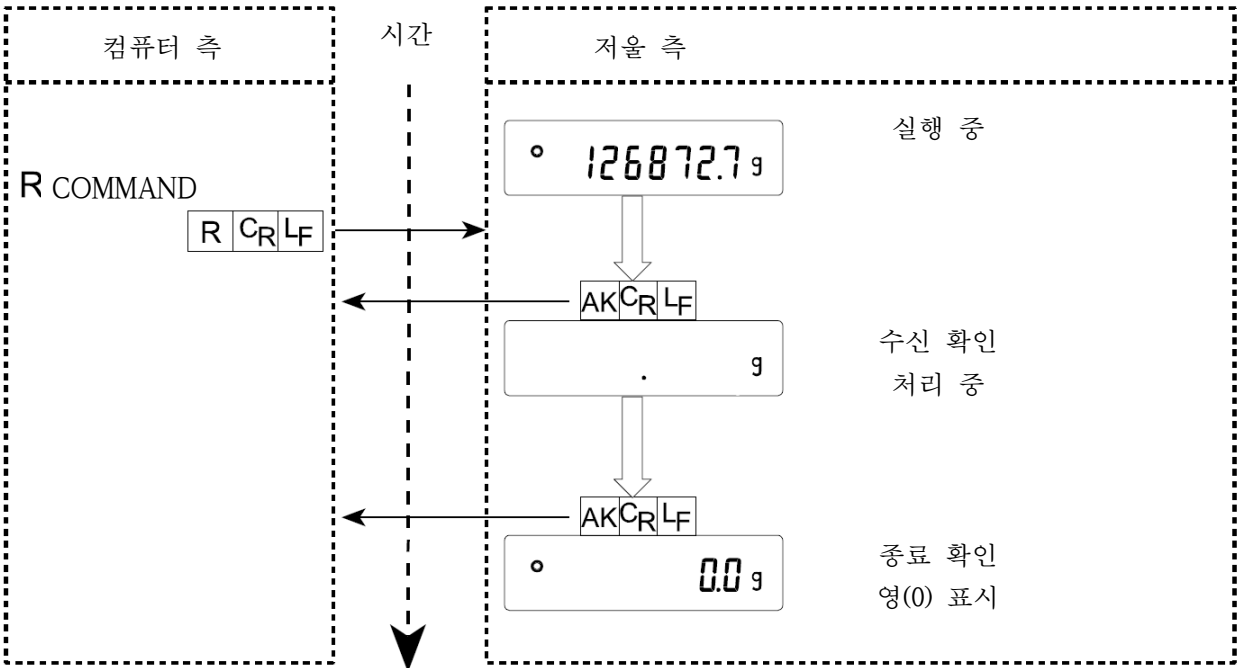 컴퓨터 측
시간
저울 측
실행 중
126872.7 g
R COMMAND
R CR LF
AK CR LF
g
수신 확인
처리 중
.
AK CR LF
종료 확인
0.0 g
영(0) 표시